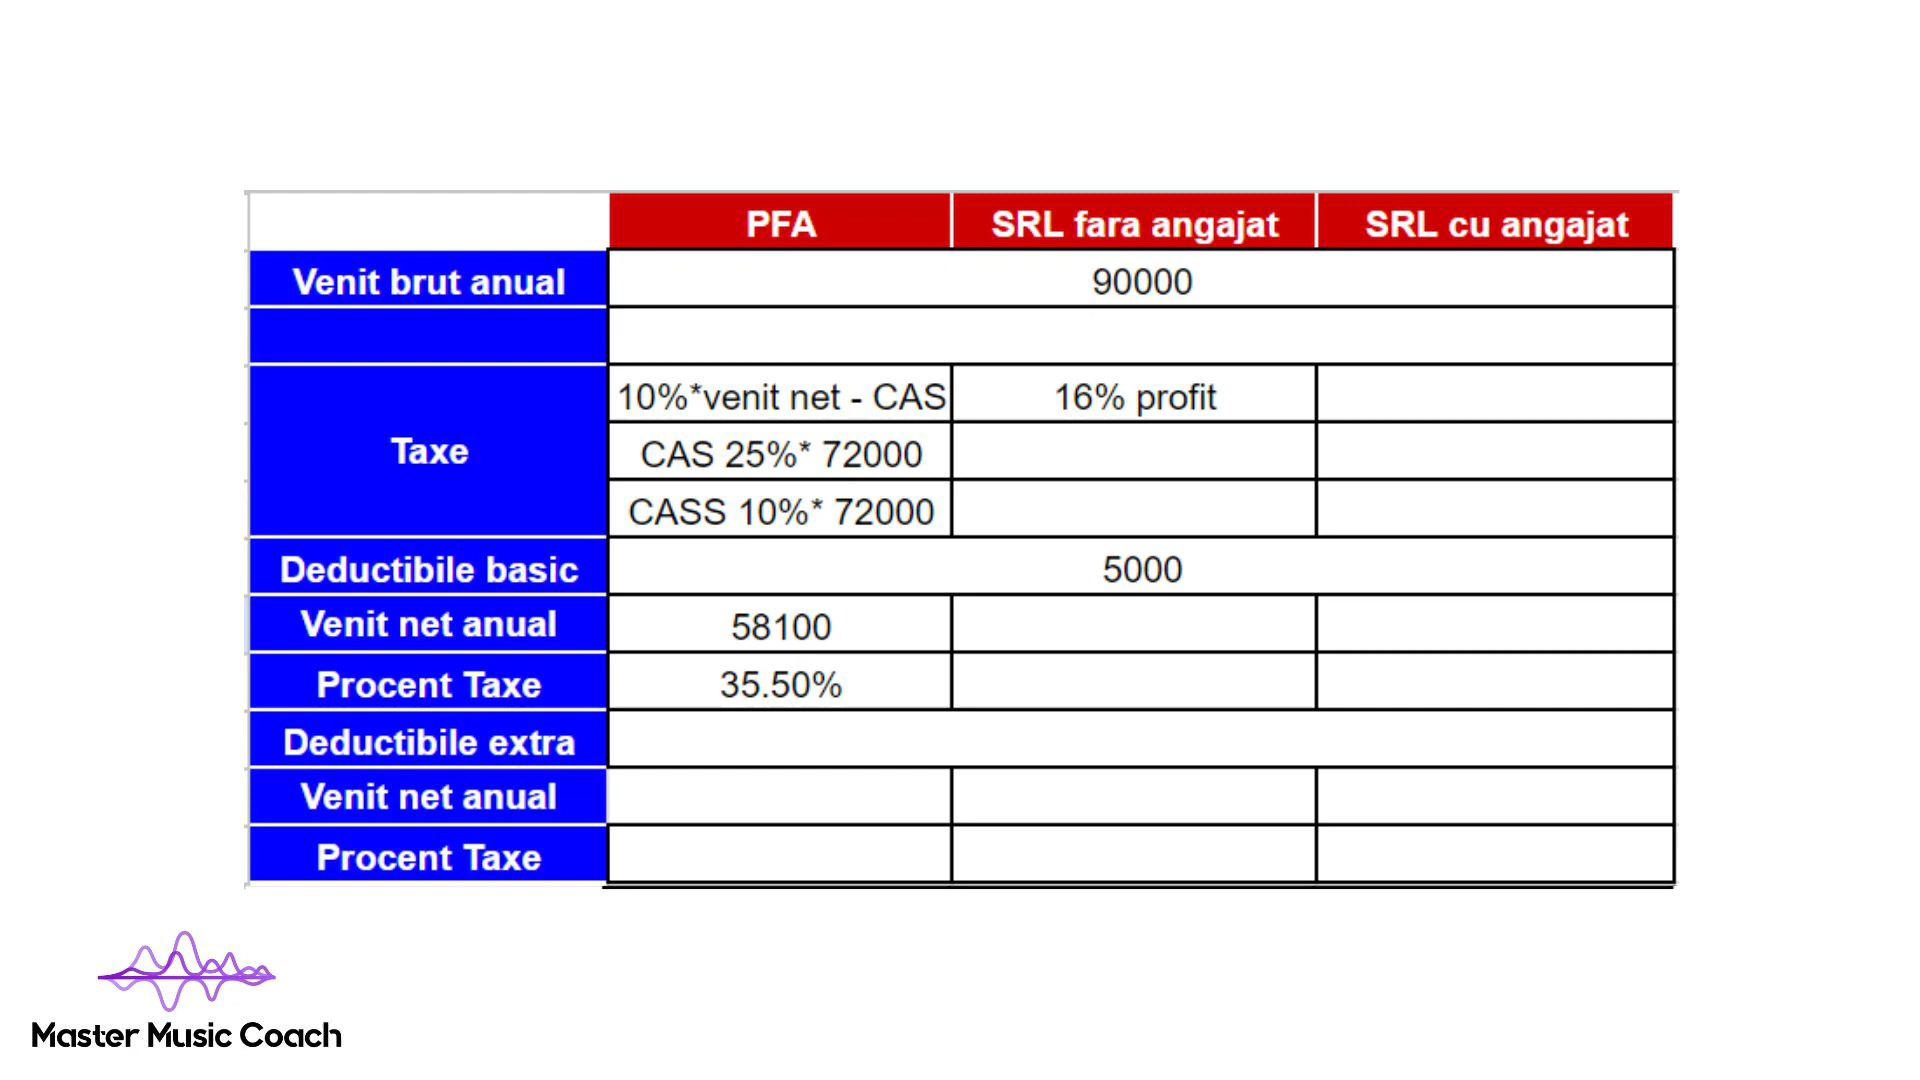 PFA SRL fara angajat SRL cu angajat
Venit brut anual 90000
Taxe
10%*venit net - CAS 16% profit
CAS 25%* 72000
CASS 10%* 72000
Deductibile basic 5000
Venit net anual 58100
Procent Taxe 35.50%
Deductibile extra
Venit net anual
Procent Taxe
Master Music Coach